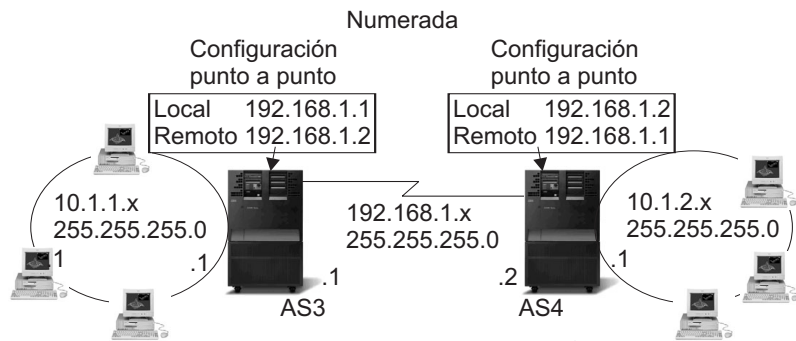 Numerada
Configuración
punto a punto
Local 192.168.1.1
Remoto 192.168.1.2
Configuración
punto a punto
Local 192.168.1.2
Remoto 192.168.1.1
10.1.1.x
255.255.255.0
1
.1
.1
AS3
192.168.1.x
255.255.255.0
.2
AS4
.1
10.1.2.x
255.255.255.0